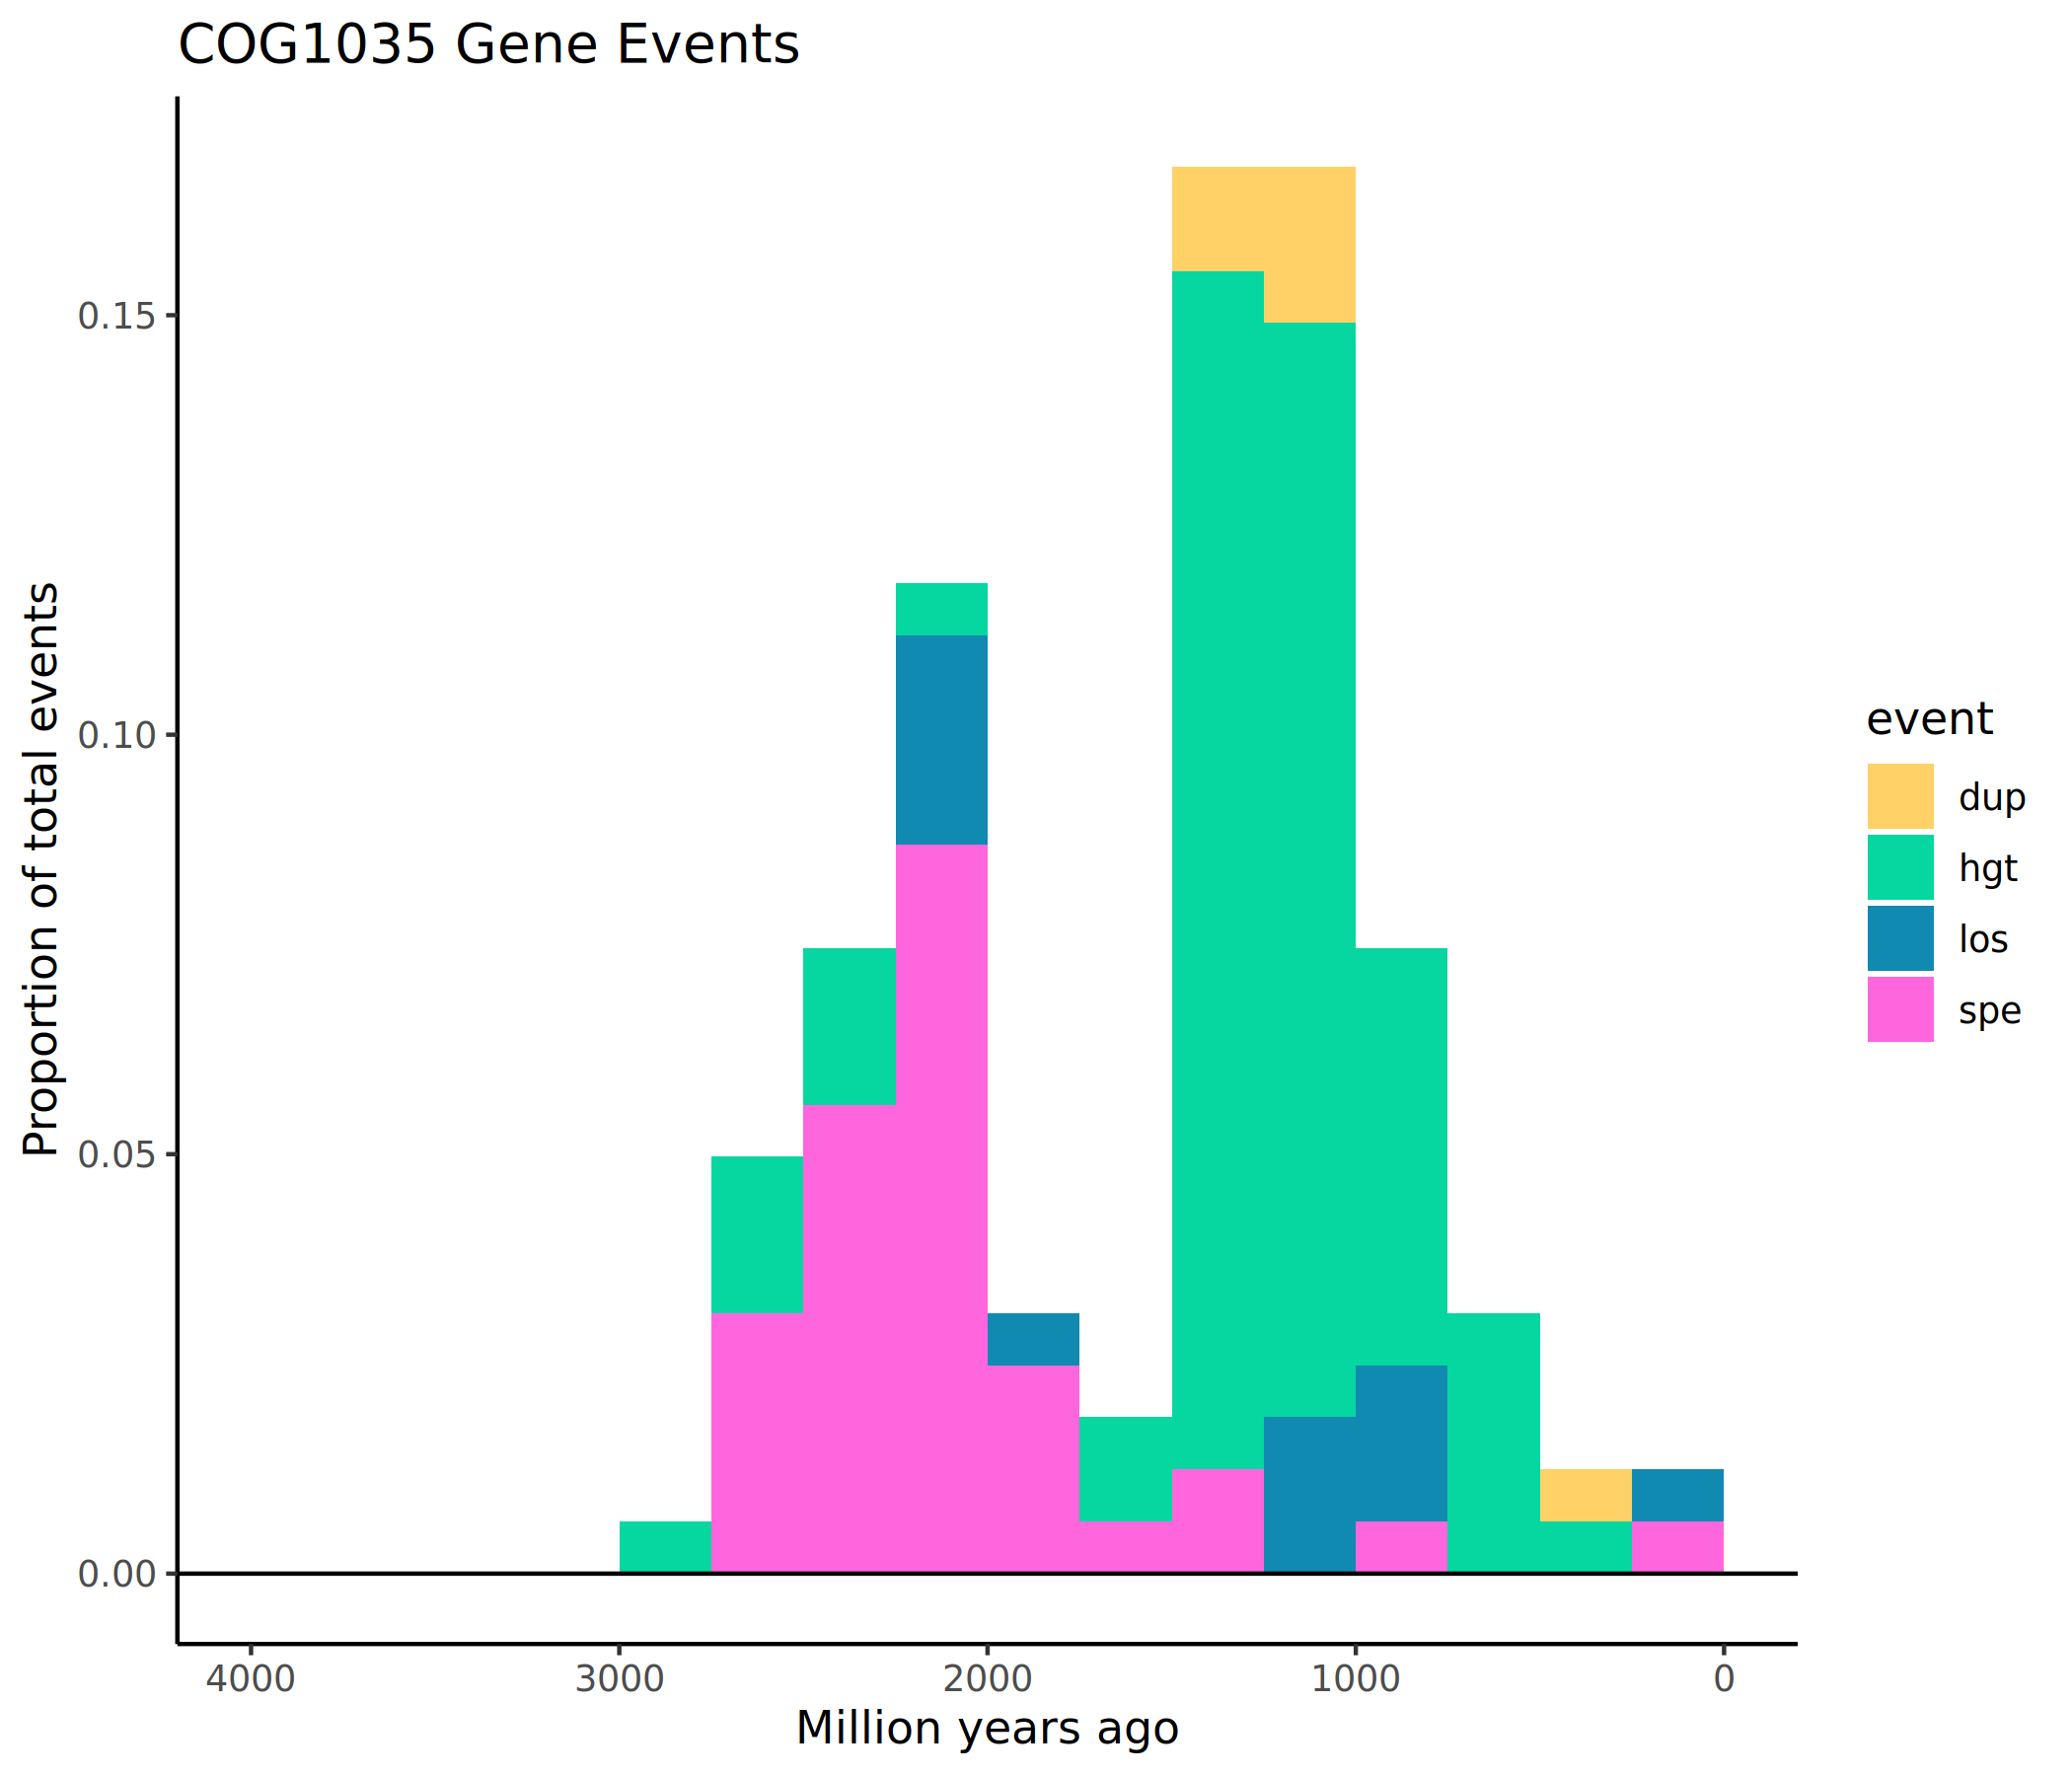 COG1035 Gene Events
Proportion of total events
0.15
0.10
0.05
0.00
4000 3000 2000 1000 0
Million years ago
event
dup
hgt
los
spe